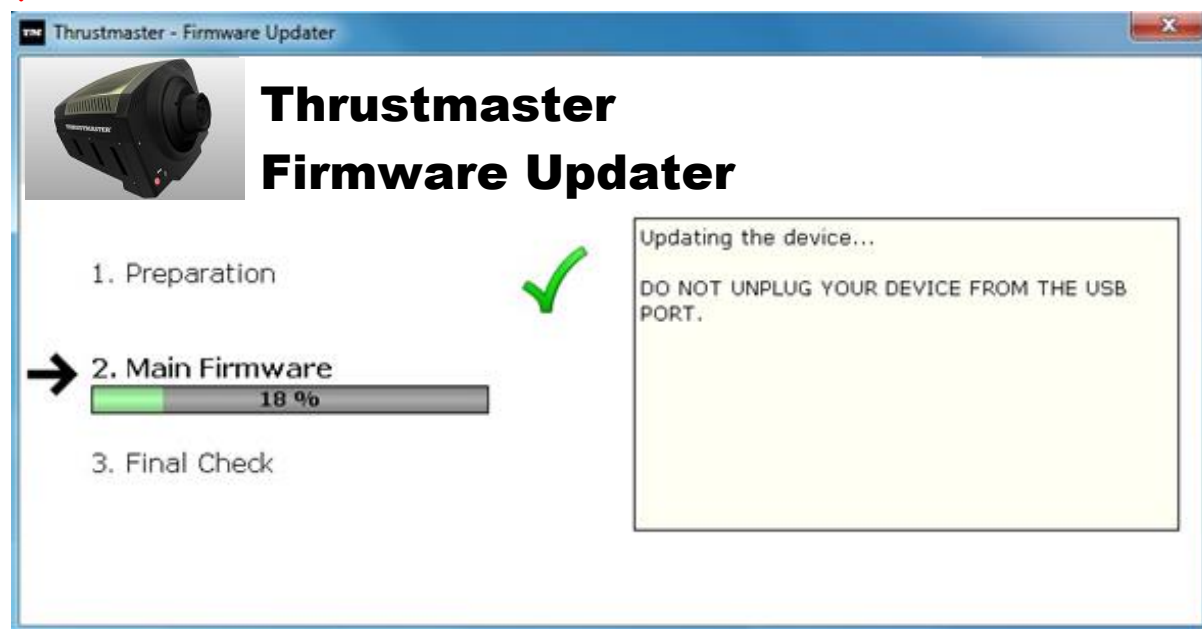 Thrustmaster - Firmware Updater
Thrustmaster
Firmware Updater
1. Preparation
2. Main Firmware
18 %
3. Final Check
Updating the device...
DO NOT UNPLUG YOUR DEVICE FROM THE USB
PORT.